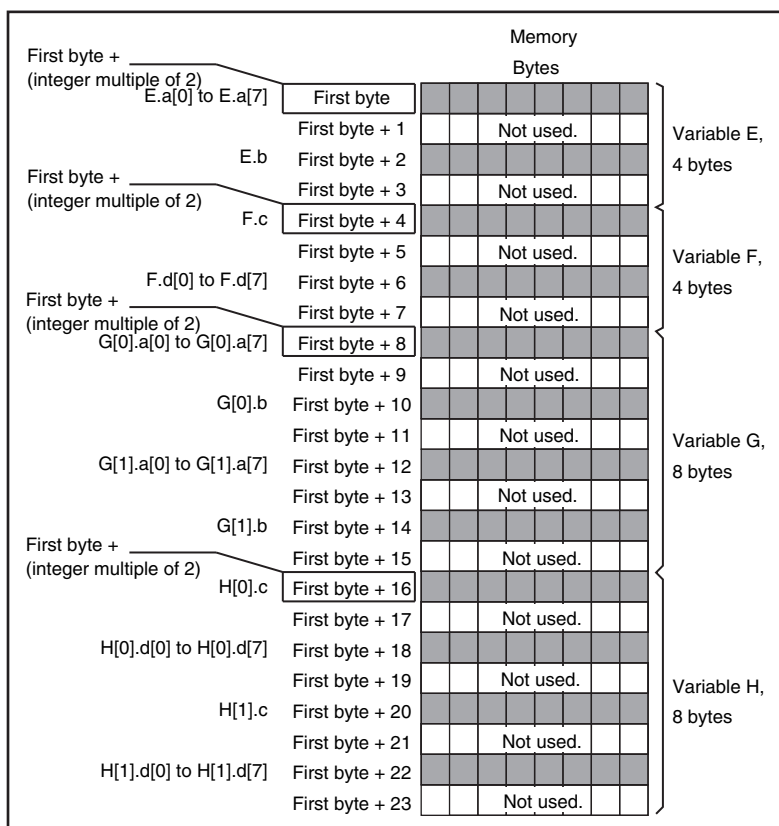 Memory
Bytes
First byte +
(integer multiple of 2)
E.a[0] to E.a[7] First byte
First byte + 1 Not used.
Variable E,
4 bytes
E.b First byte + 2
First byte + 3 Not used.
First byte +
(integer multiple of 2)
F.c First byte + 4
First byte + 5 Not used.
Variable F,
4 bytes
F.d[0] to F.d[7] First byte + 6
First byte + 7 Not used.
First byte +
(integer multiple of 2)
G[0].a[0] to G[0].a[7] First byte + 8
First byte + 9 Not used.
G[0].b First byte + 10
First byte + 11 Not used.
Variable G,
8 bytes
G[1].a[0] to G[1].a[7] First byte + 12
First byte + 13 Not used.
G[1].b First byte + 14
First byte + 15 Not used.
First byte +
(integer multiple of 2)
H[0].c First byte + 16
First byte + 17 Not used.
H[0].d[0] to H[0].d[7] First byte + 18
First byte + 19 Not used.
Variable H,
8 bytes
H[1].c First byte + 20
First byte + 21 Not used.
H[1].d[0] to H[1].d[7] First byte + 22
First byte + 23 Not used.